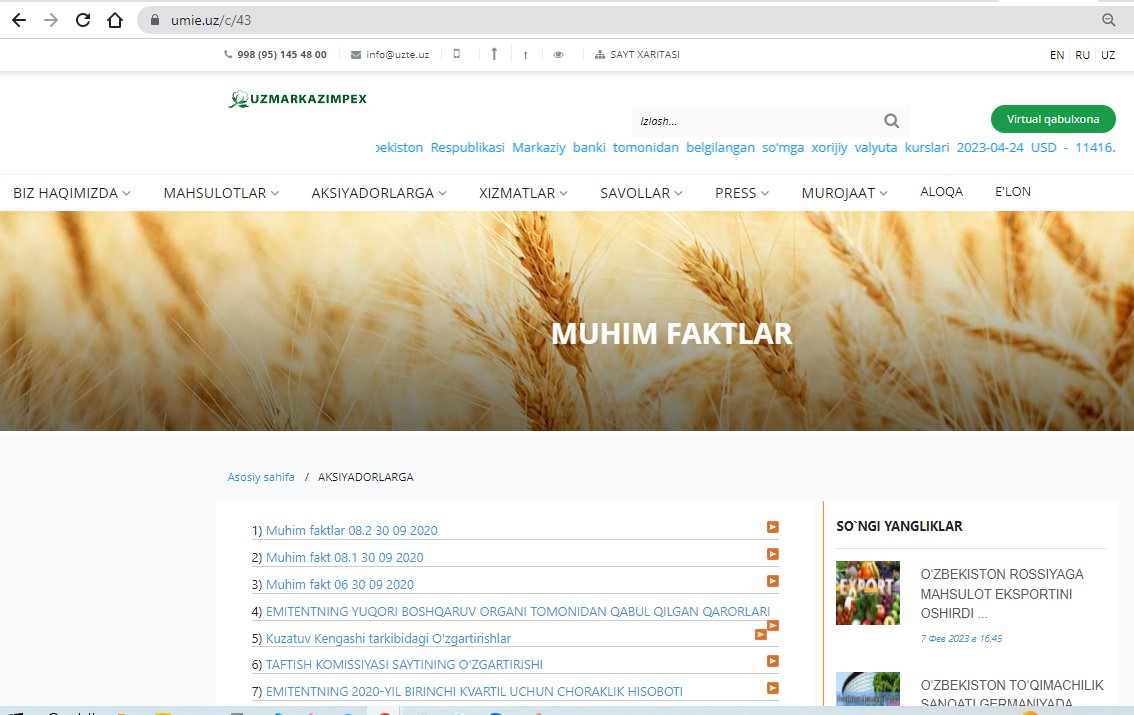 umie.uz/c/43
998 (95) 145 48 00 info@uzte.uz SAYT XARITASI EN RU UZ
UZMARKAZIMPEX
Izlash...
Virtual qabulxona
bekiston Respublikasi Markaziy banki tomonidan belgilangan so'mga xorijiy valyuta kurslari 2023-04-24 USD - 11416.
BIZ HAQIMIZDA MAHSULOTLAR AKSIYADORLARGA XIZMATLAR SAVOLLAR PRESS MUROJAAT ALOQA E'LON
MUHIM FAKTLAR
Asosiy sahifa / AKSIYADORLARGA
1) Muhim faktlar 08.2 30 09 2020
2) Muhim fakt 08.1 30 09 2020
3) Muhim fakt 06 30 09 2020
4) EMITENTNING YUQORI BOSHQARUV ORGANI TOMONIDAN QABUL QILGAN QARORLARI
5) Kuzatuv Kengashi tarkibidagi O'zgartirishlar
6) TAFTISH KOMISSIYASI SAYTINING O'ZGARTIRISHI
7) EMITENTNING 2020-YIL BIRINCHI KVARTIL UCHUN CHORAKLIK HISOBOTI
SO`NGI YANGLIKLAR
EXPORT
O‘ZBEKISTON ROSSIYAGA
MAHSULOT EKSPORTINI
OSHIRDI ...
7 Фев 2023 в 16:45
O‘ZBEKISTON TO‘QIMACHILIK
SANOATI GERMANIYADA